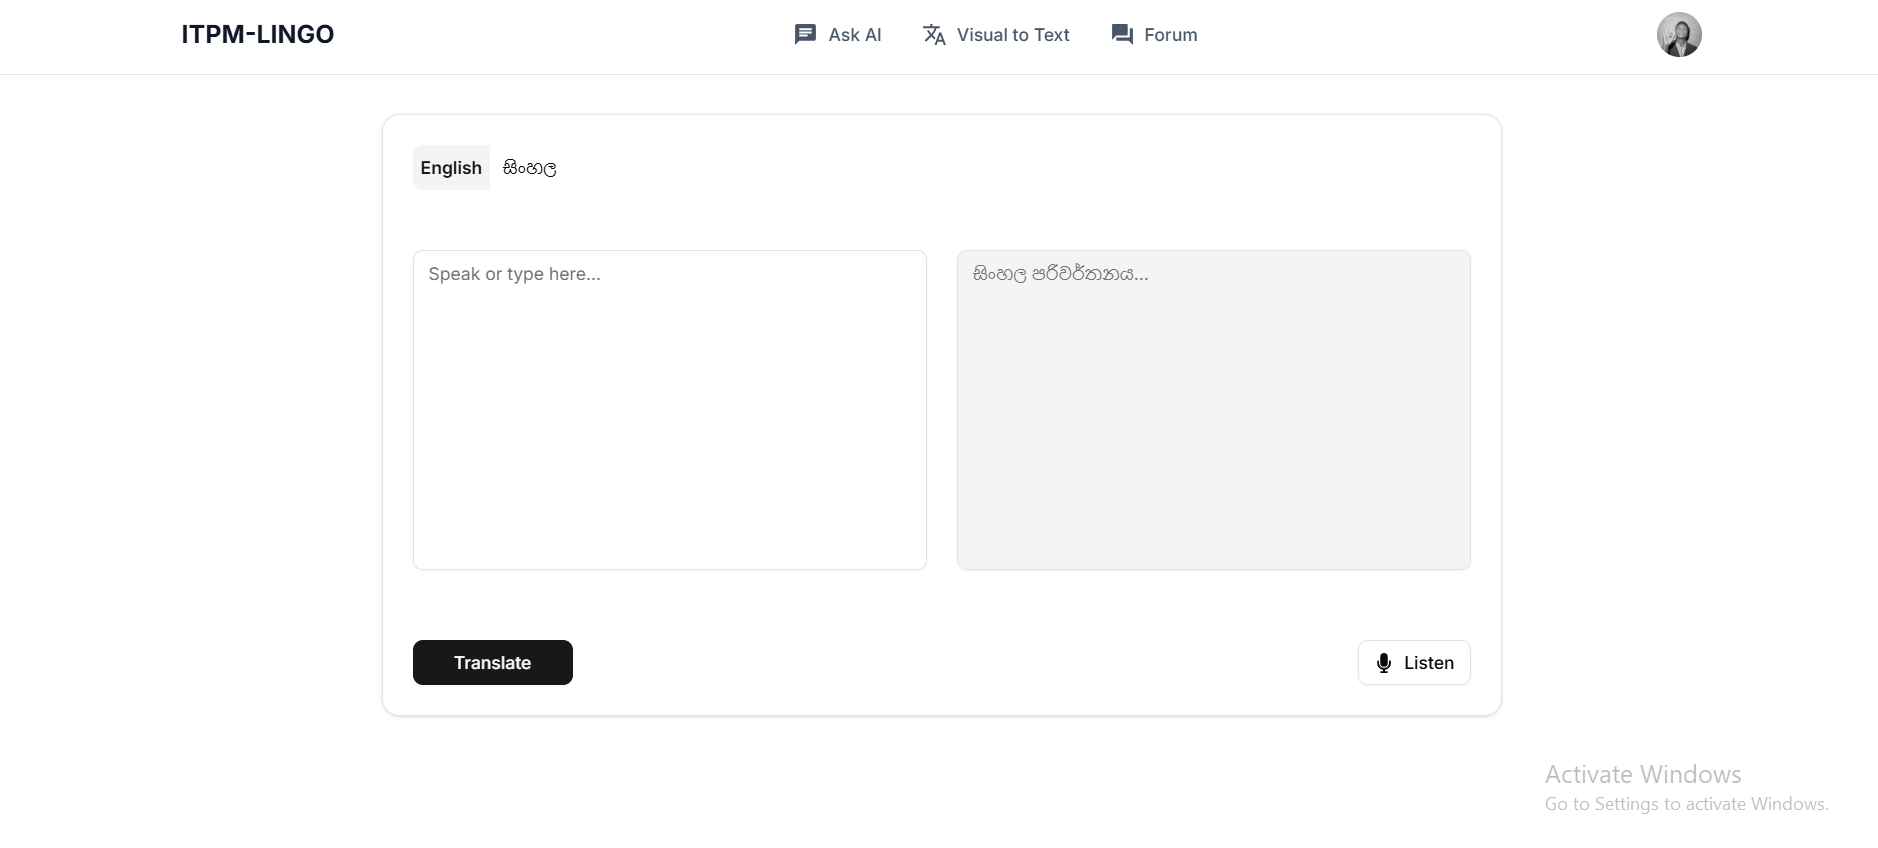 ITPM-LINGO
Ask AI
Visual to Text
Forum
English
සිංහල
Speak or type here...
සිංහල පරිවර්තනය...
Translate
Listen
Activate Windows
Go to Settings to activate Windows.